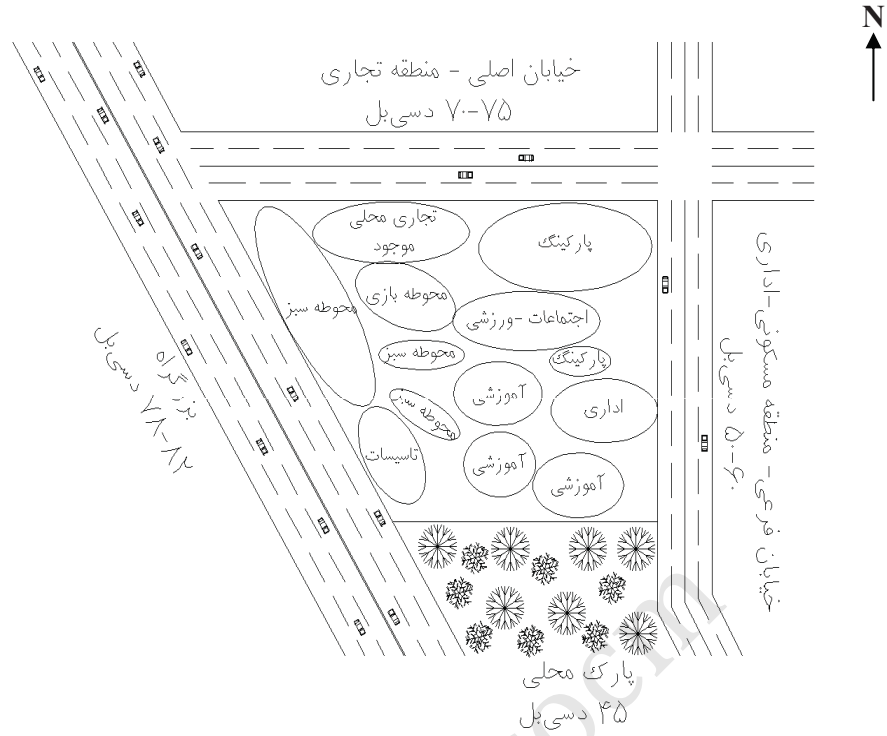 N
خیابان اصلی - منطقه تجاری
۷۰-۷۵ دسی‌بل
تجاری محلی
موجود
پارکینگ
محوطه سبز
محوطه بازی
اجتماعات -ورزشی
محوطه سبز
پارکینگ
محوطه سبز
آموزشی
اداری
تاسیسات
آموزشی
آموزشی
بزرگراه
۷۸-۸۲ دسی‌بل
خیابان فرعی- منطقه مسکونی-اداری
۵۰-۶۰ دسی‌بل
پارک محلی
۴۵ دسی‌بل